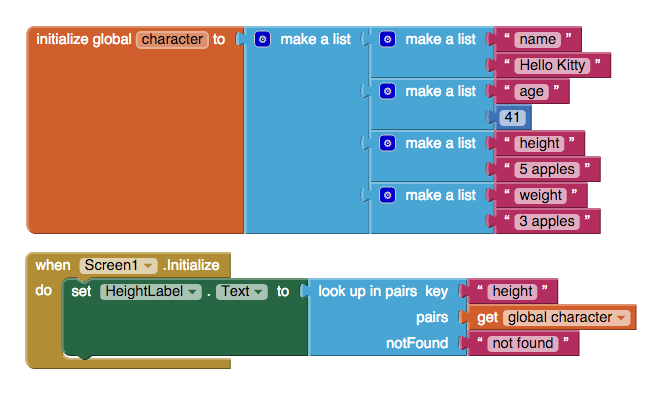 initialize global character to make a list make a list " name "
" Hello Kitty "
make a list " age "
41
make a list " height "
" 5 apples "
make a list " weight "
" 3 apples "
when Screen1 .Initialize
do set HeightLabel . Text to look up in pairs key " height "
pairs get global character
notFound " not found "